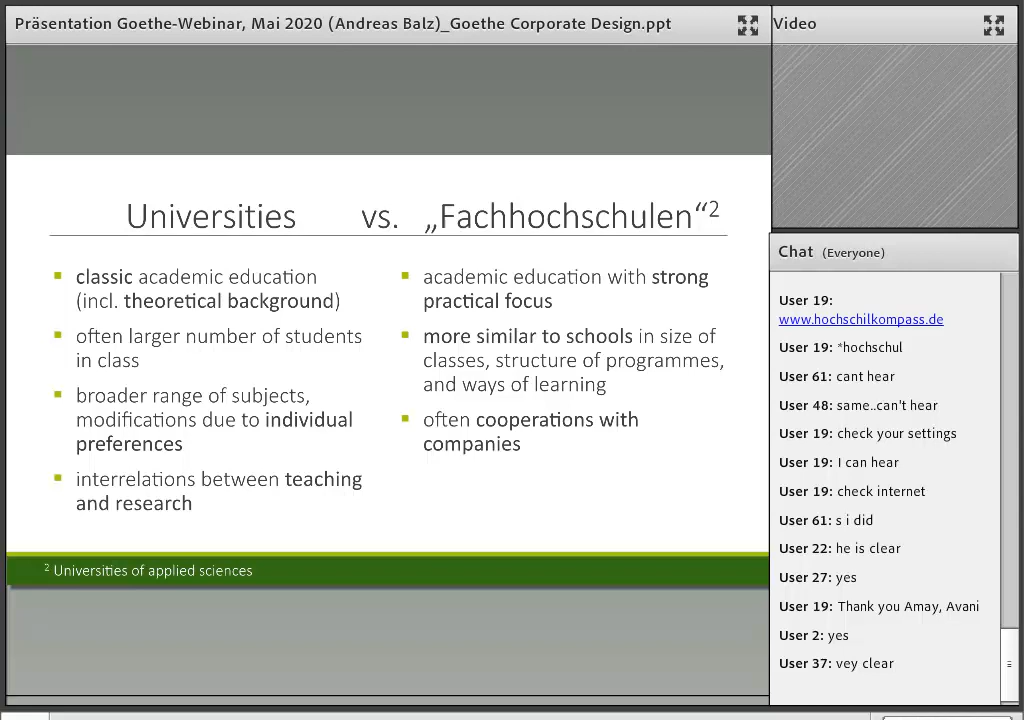 Präsentation Goethe-Webinar, Mai 2020 (Andreas Balz)_Goethe Corporate Design.ppt
Universities vs. „Fachhochschulen“2
classic academic education
(incl. theoretical background)
often larger number of students
in class
broader range of subjects,
modifications due to individual
preferences
interrelations between teaching
and research
academic education with strong
practical focus
more similar to schools in size of
classes, structure of programmes,
and ways of learning
often cooperations with
companies
2 Universities of applied sciences
Video
Chat (Everyone)
User 19:
www.hochschilkompass.de
User 19: *hochschul
User 61: cant hear
User 48: same..can't hear
User 19: check your settings
User 19: I can hear
User 19: check internet
User 61: s i did
User 22: he is clear
User 27: yes
User 19: Thank you Amay, Avani
User 2: yes
User 37: vey clear